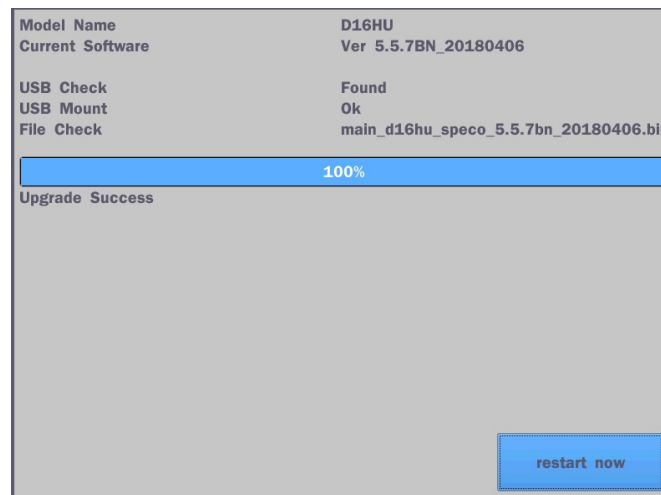 Model Name D16HU
Current Software Ver 5.5.7BN_20180406
USB Check Found
USB Mount Ok
File Check main_d16hu_speco_5.5.7bn_20180406.bi
100%
Upgrade Success
restart now